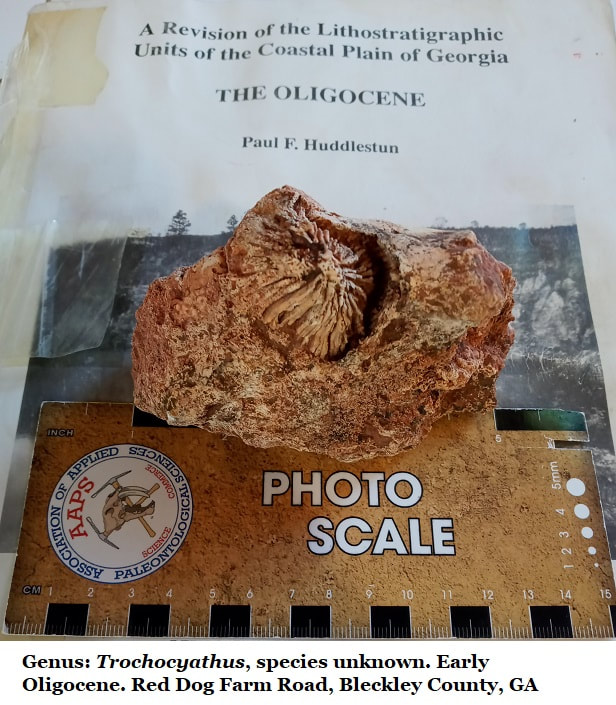 A Revision of the Lithostratigraphic
Units of the Coastal Plain of Georgia
THE OLIGOCENE
Paul F. Huddlestun
INCH
5
ASSOCIATION OF APPLIED
PALEONTOLOGICAL SCIENCES
AAPS
COMMERCE
SCIENCE
PHOTO
SCALE
1 2 3 4 5mm
CM 1 2 3 4 5 6 7 8 9 10 11 12 13 14 15
Genus: Trochocyathus, species unknown. Early
Oligocene. Red Dog Farm Road, Bleckley County, GA